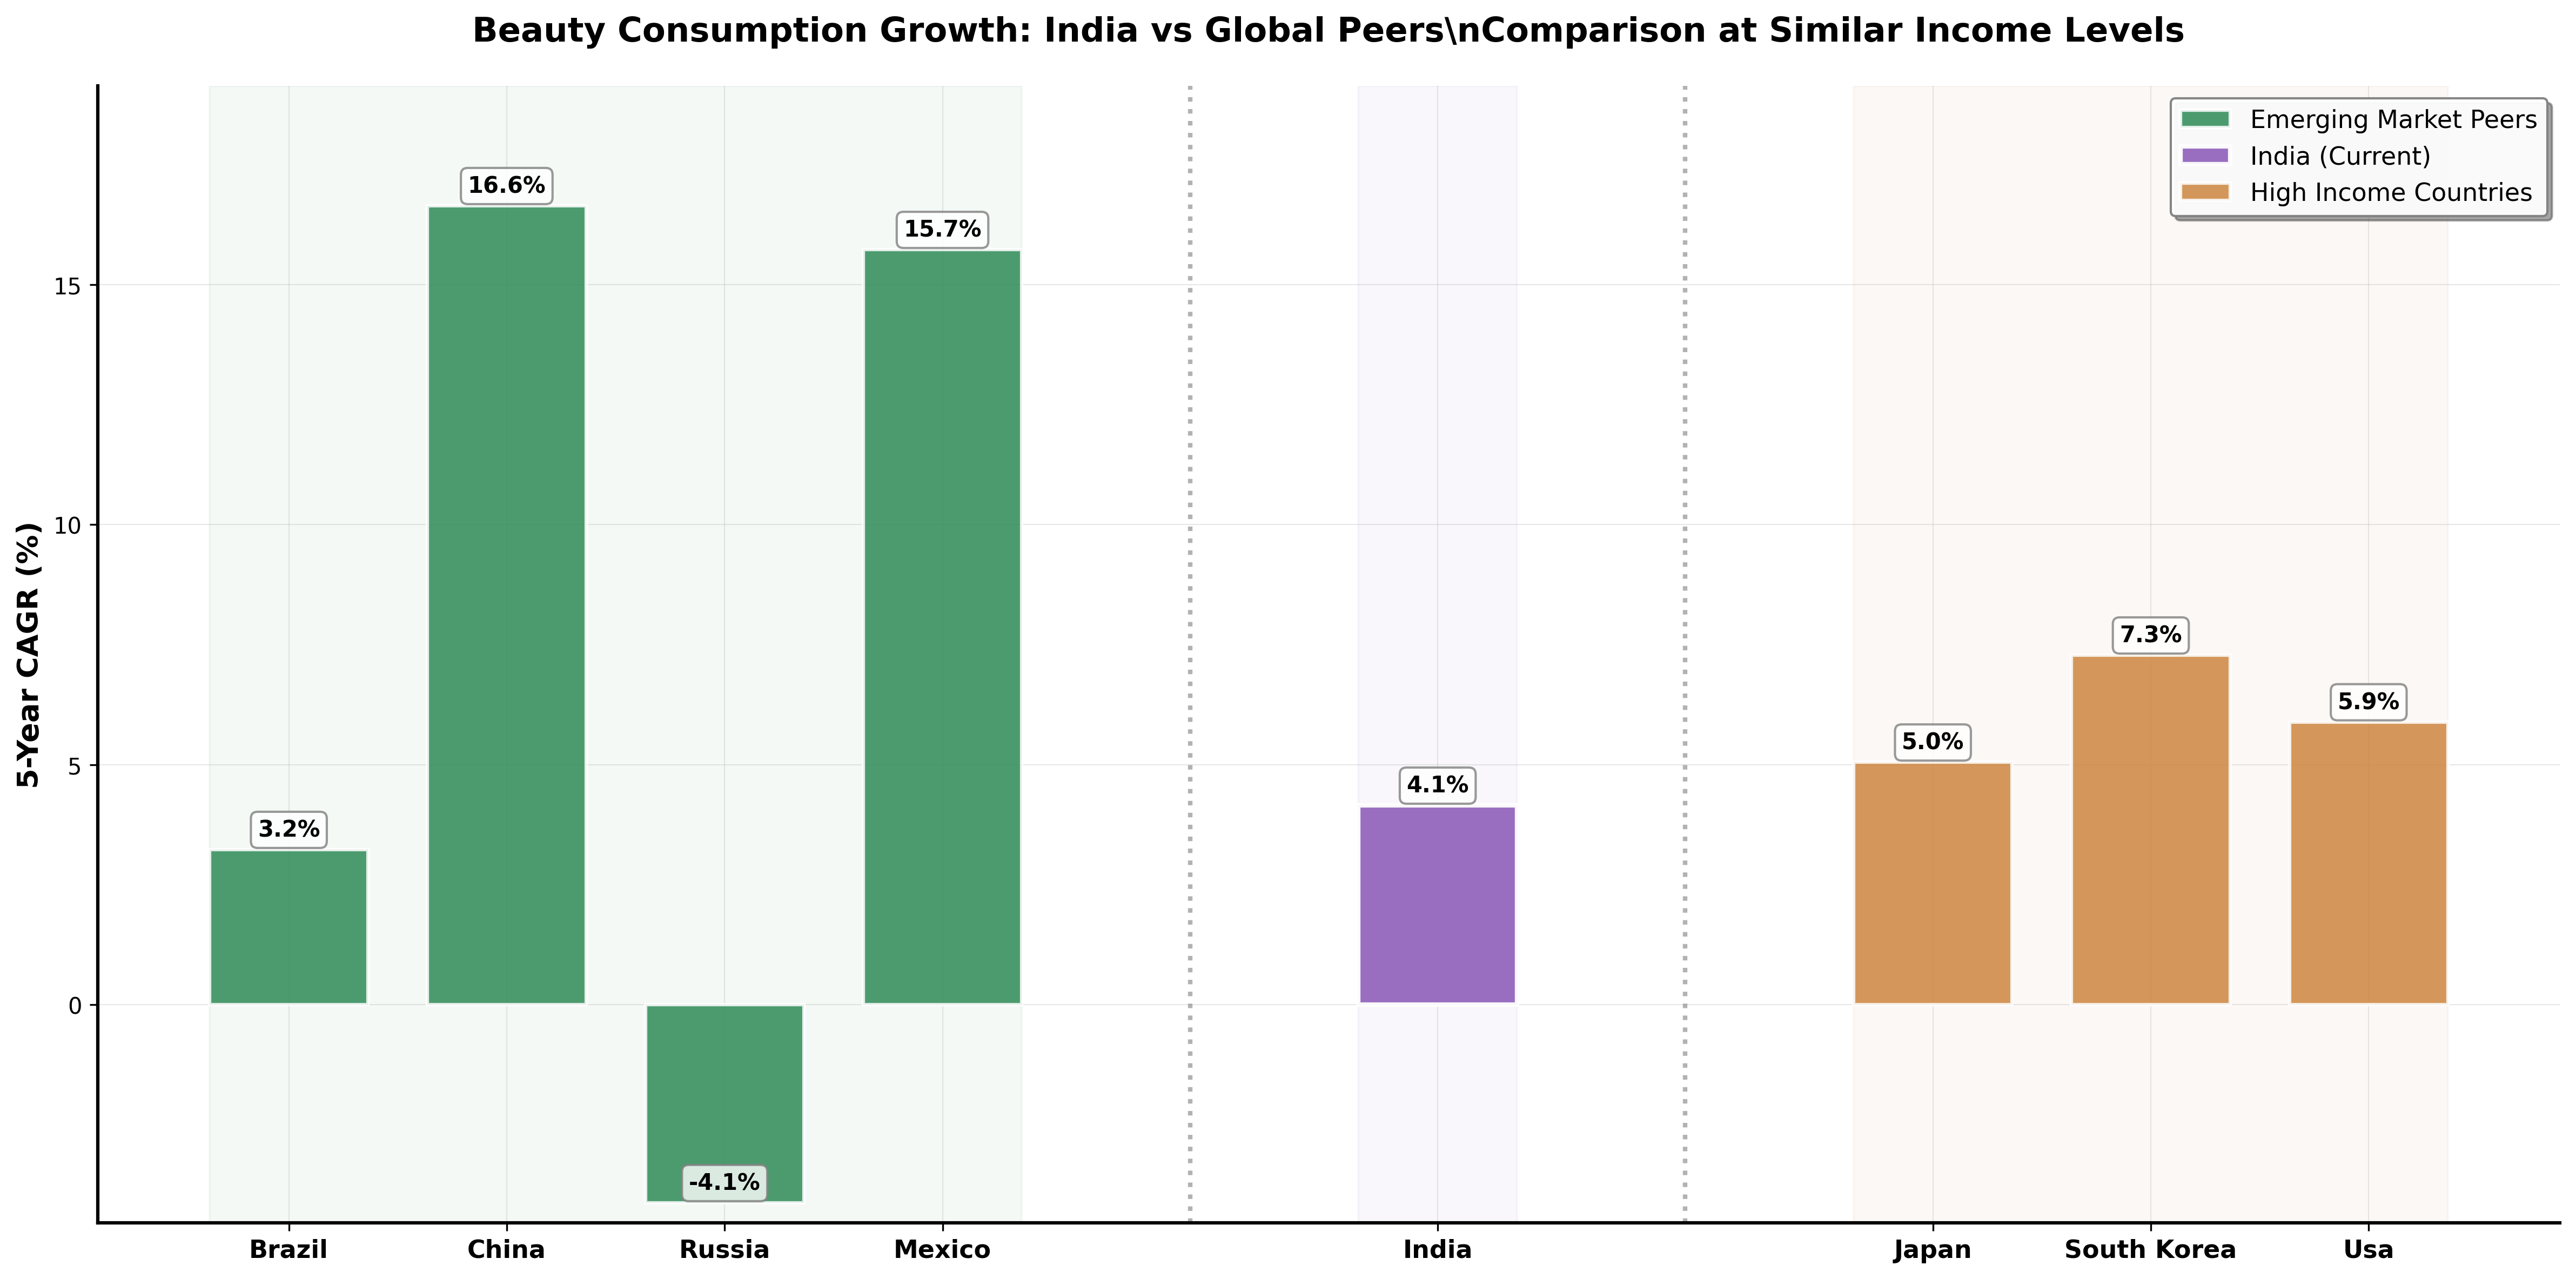 Beauty Consumption Growth: India vs Global Peers\nComparison at Similar Income Levels
Emerging Market Peers
India (Current)
High Income Countries
5-Year CAGR (%)
15
10
5
0
3.2%
16.6%
-4.1%
15.7%
4.1%
5.0%
7.3%
5.9%
Brazil
China
Russia
Mexico
India
Japan
South Korea
Usa